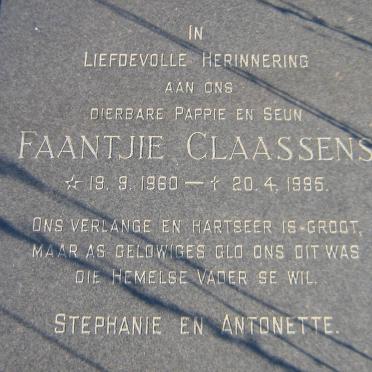 IN
LIEFDEVOLLE HERINNERING
AAN ONS
DIERBARE PAPPIE EN SEUN
FAANTJIE CLAASSENS
☆ 19. 9. 1960 — † 20. 4. 1995.
ONS VERLANGE EN HARTSEER IS GROOT,
MAAR AS GELOWIGES GLO ONS DIT WAS
DIE HEMELSE VADER SE WIL.
STEPHANIE EN ANTONETTE.